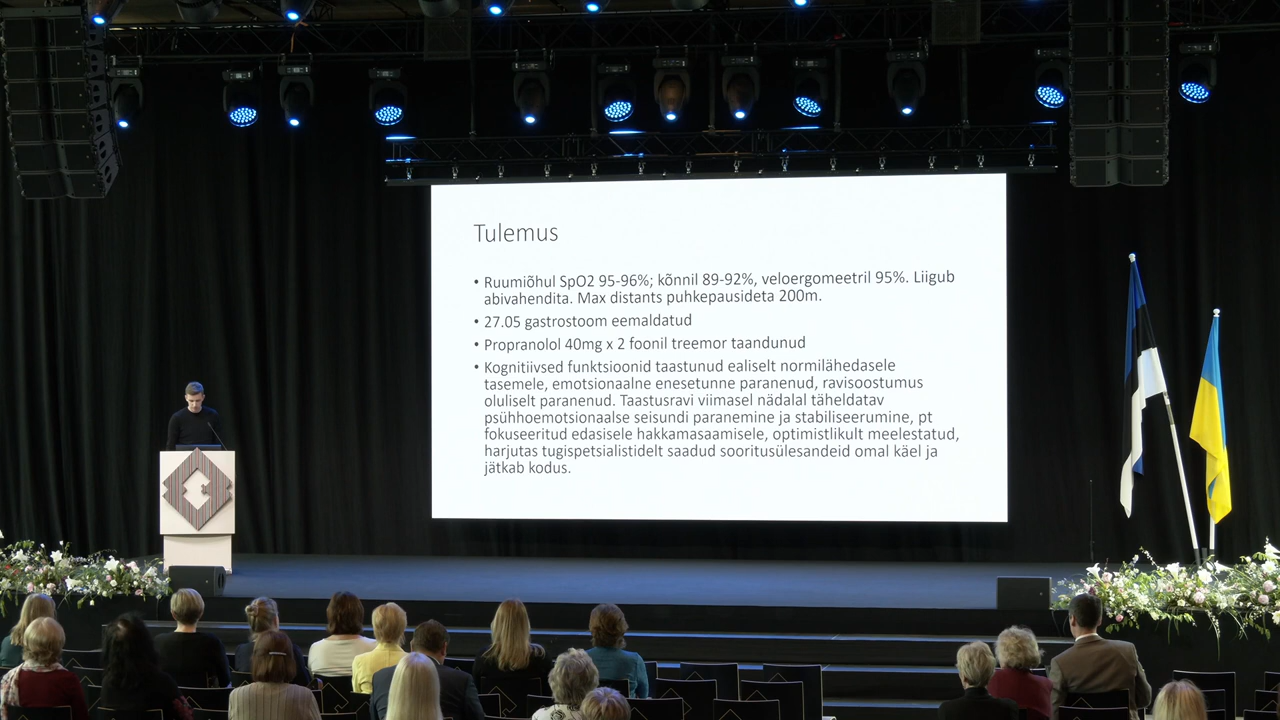 Tulemus
• Ruumiõhul SpO2 95-96%; kõnnil 89-92%, veloergomeetril 95%. Liigub
abivahendita. Max distants puhkepausideta 200m.
• 27.05 gastrostoom eemaldatud
• Propranolol 40mg x 2 foonil treemor taandunud
• Kognitiivsed funktsioonid taastunud ealiselt normilähedasele
tasemele, emotsionaalne enesetunne paranenud, ravisoostumus
oluliselt paranenud. Taastusravi viimasel nädalal täheldatav
psühhoemotsionaalse seisundi paranemine ja stabiliseerumine, pt
fokuseeritud edasisele hakkamasaamisele, optimistlikult meelestatud,
harjutas tugispetsialistidelt saadud sooritusülesandeid omal käel ja
jätkab kodus.